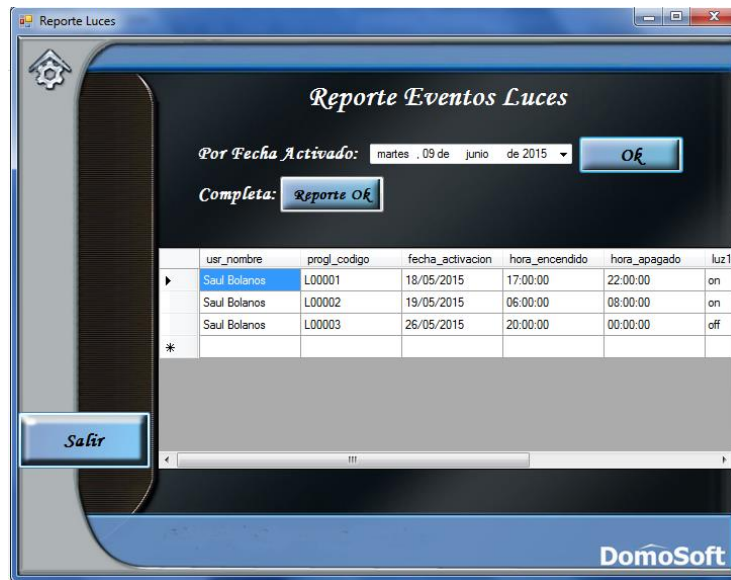 Reporte Luces
Reporte Eventos Luces
Por Fecha Activado: martes , 09 de junio de 2015 Ok
Completa: Reporte Ok
usr_nombre progl_codigo fecha_activacion hora_encendido hora_apagado luz1
Saul Bolanos L00001 18/05/2015 17:00:00 22:00:00 on
Saul Bolanos L00002 19/05/2015 06:00:00 08:00:00 on
Saul Bolanos L00003 26/05/2015 20:00:00 00:00:00 off
Salir
DomoSoft